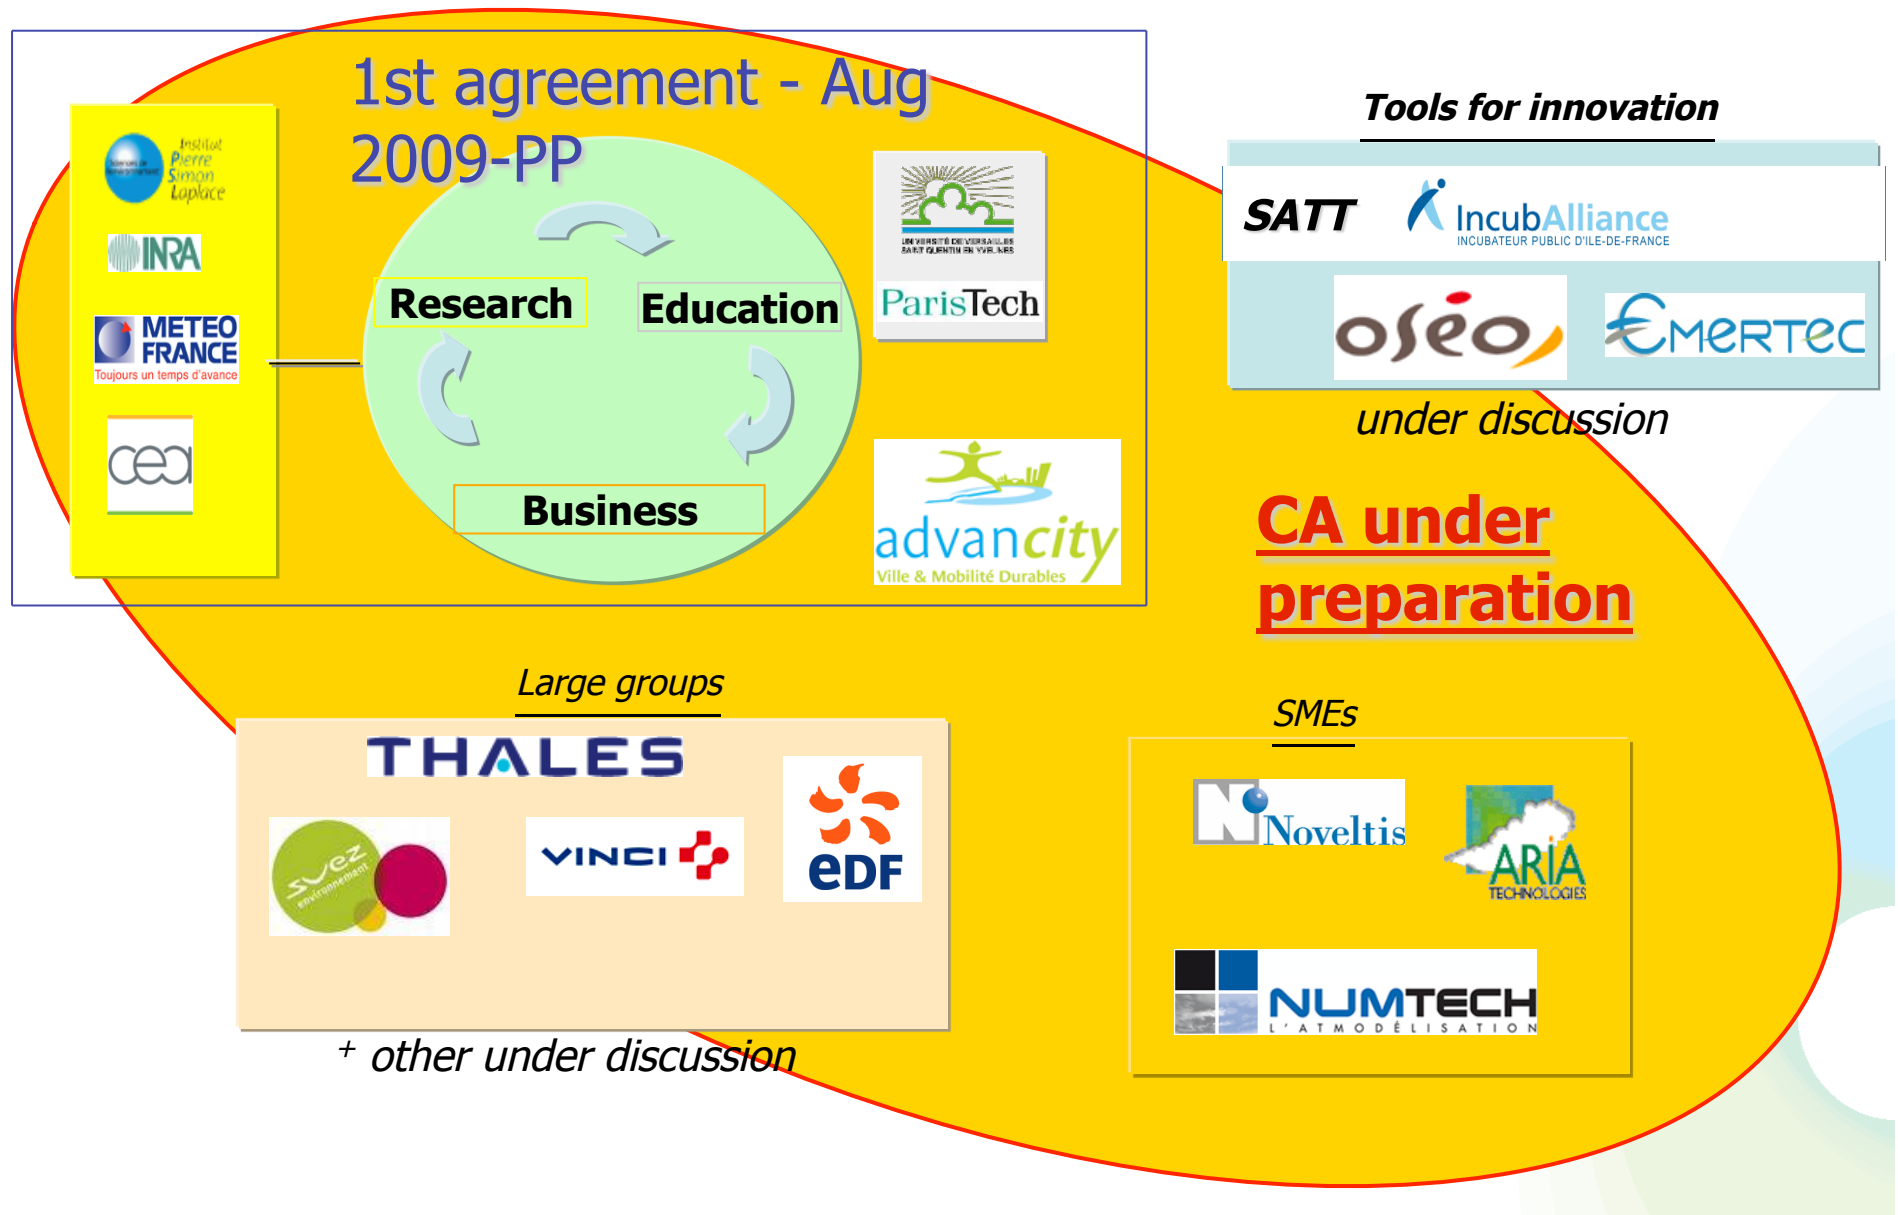 1st agreement - Aug
2009-PP
Institut
Pierre
Simon
Laplace
Sciences de
l'environnement
INRA
METEO
FRANCE
Toujours un temps d'avance
cea
Research
Education
Business
UNIVERSITÉ DE VERSAILLES
SAINT QUENTIN EN YVELINES
ParisTech
advancity
Ville & Mobilité Durables
Tools for innovation
SATT
IncubAlliance
INCUBATEUR PUBLIC D'ILE-DE-FRANCE
oséo
EMERTEC
under discussion
CA under
preparation
Large groups
THALES
suez
environnement
VINCI
eDF
+ other under discussion
SMEs
N
Noveltis
ARIA
TECHNOLOGIES
NUMTECH
L'ATMODÉLISATION